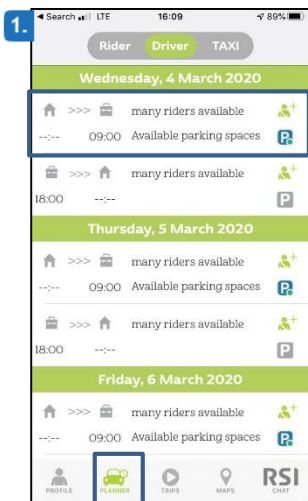 1.
Search LTE 16:09 89%
Rider Driver TAXI
Wednesday, 4 March 2020
>>> many riders available
--:-- 09:00 Available parking spaces P
>>> many riders available
18:00 --:-- P
Thursday, 5 March 2020
>>> many riders available
--:-- 09:00 Available parking spaces P
>>> many riders available
18:00 --:-- P
Friday, 6 March 2020
>>> many riders available
--:-- 09:00 Available parking spaces P
PROFILE PLANNER TRIPS MAPS RSI CHAT